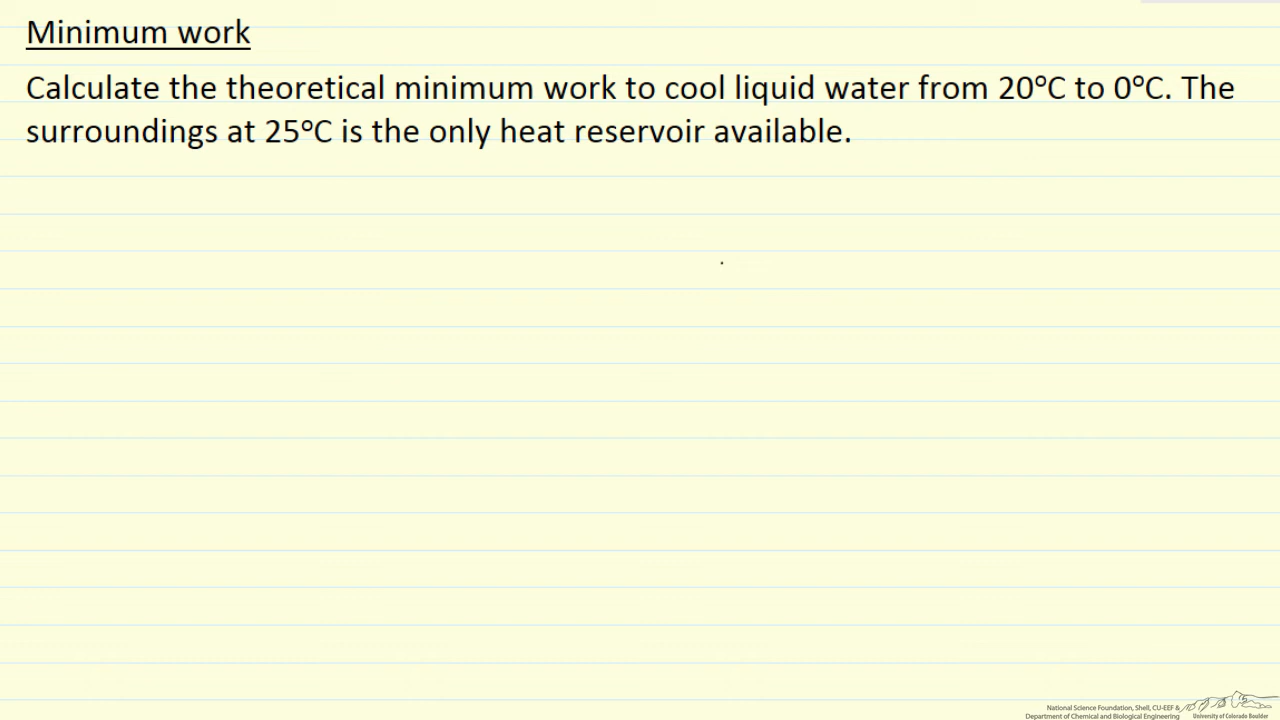 Minimum work
Calculate the theoretical minimum work to cool liquid water from 20°C to 0°C. The
surroundings at 25°C is the only heat reservoir available.
National Science Foundation, Shell, CU-EEF &
Department of Chemical and Biological Engineering
University of Colorado Boulder